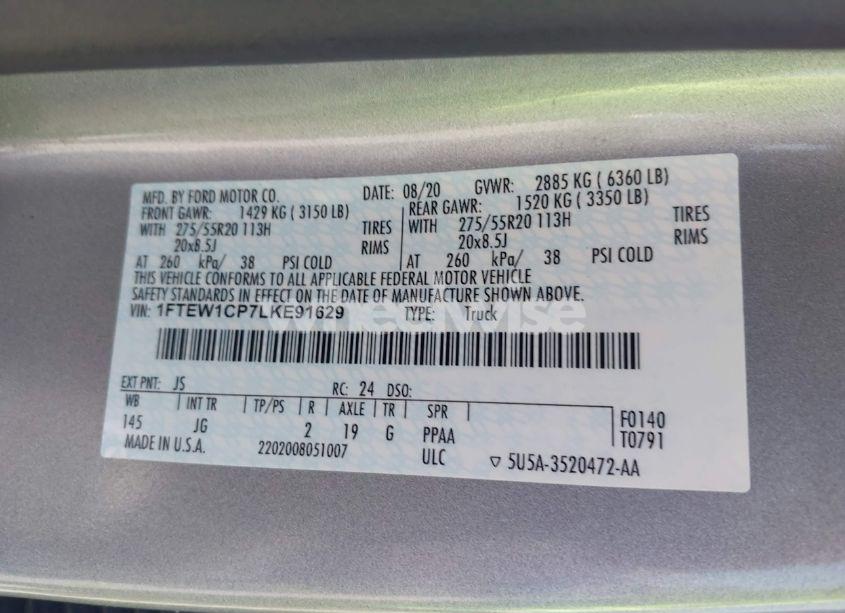 MFD. BY FORD MOTOR CO. DATE: 08/20 GVWR: 2885 KG ( 6360 LB)
FRONT GAWR: 1429 KG ( 3150 LB) REAR GAWR: 1520 KG ( 3350 LB)
WITH 275/55R20 113H TIRES WITH 275/55R20 113H TIRES
20x8.5J RIMS 20x8.5J RIMS
AT 260 kPa/ 38 PSI COLD AT 260 kPa/ 38 PSI COLD
THIS VEHICLE CONFORMS TO ALL APPLICABLE FEDERAL MOTOR VEHICLE
SAFETY STANDARDS IN EFFECT ON THE DATE OF MANUFACTURE SHOWN ABOVE.
VIN: 1FTEW1CP7LKE91629 TYPE: Truck
EXT PNT: JS RC: 24 DSO:
WB INT TR TP/PS R AXLE TR SPR F0140
145 JG 2 19 G PPAA T0791
MADE IN U.S.A. 2202008051007 ULC ▽ 5U5A-3520472-AA